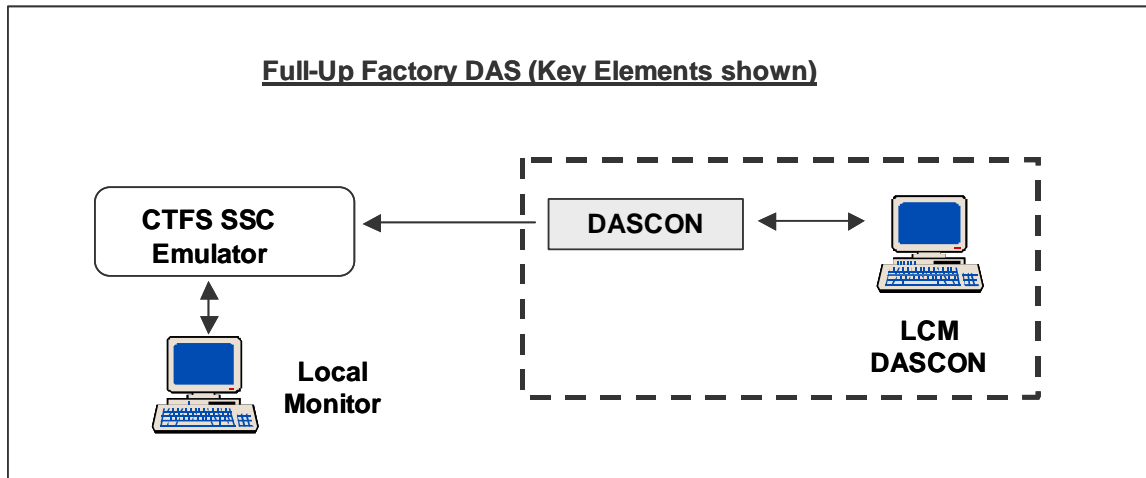 Full-Up Factory DAS (Key Elements shown)
CTFS SSC
Emulator
DASCON
LCM
DASCON
Local
Monitor